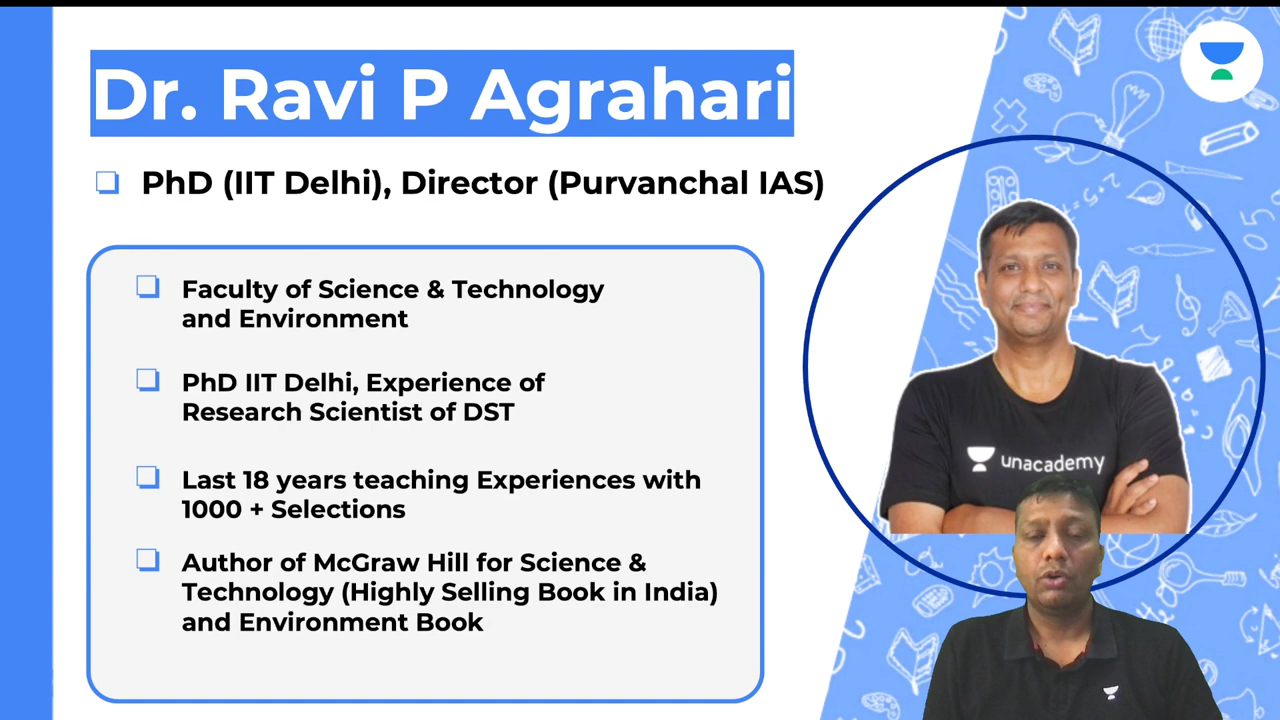 Dr. Ravi P Agrahari
PhD (IIT Delhi), Director (Purvanchal IAS)
Faculty of Science & Technology
and Environment
PhD IIT Delhi, Experience of
Research Scientist of DST
Last 18 years teaching Experiences with
1000 + Selections
Author of McGraw Hill for Science &
Technology (Highly Selling Book in India)
and Environment Book
unacademy